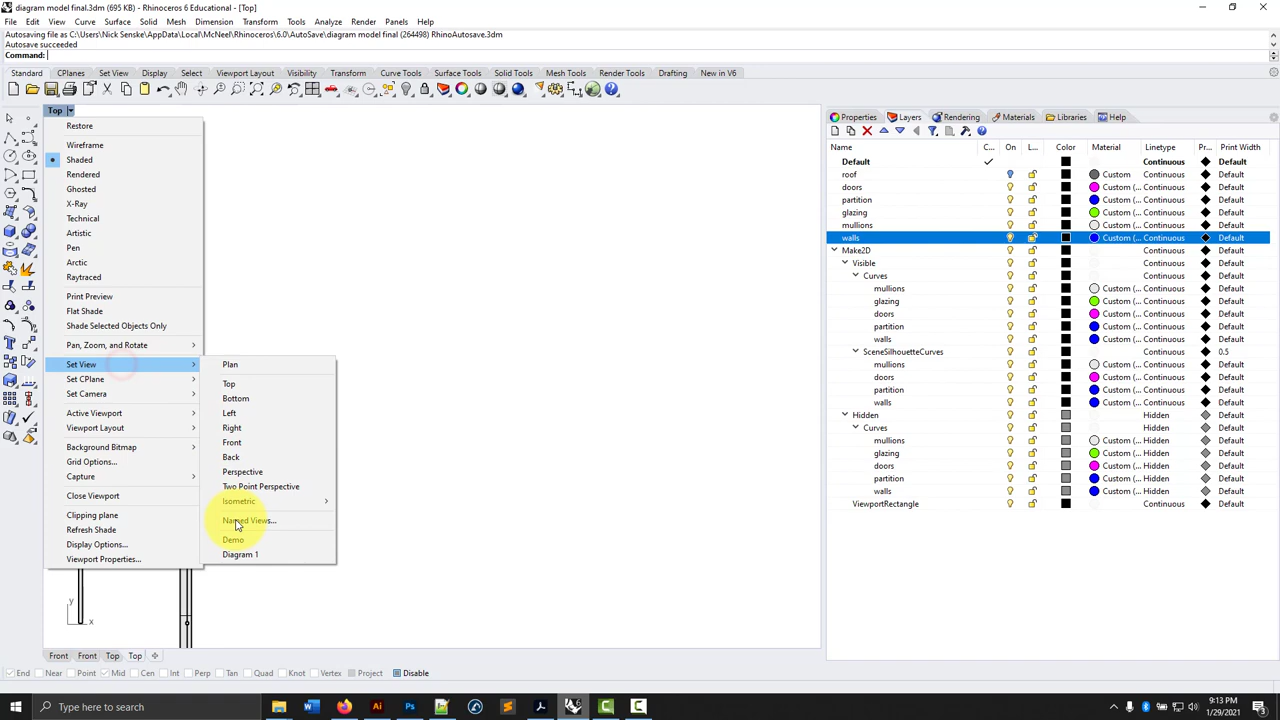 diagram model final.3dm (695 KB) - Rhinoceros 6 Educational - [Top]
File Edit View Curve Surface Solid Mesh Dimension Transform Tools Analyze Render Panels Help
Autosaving file as C:\Users\Nick Senske\AppData\Local\McNeel\Rhinoceros\6.0\AutoSave\diagram model final (264498) RhinoAutosave.3dm
Autosave succeeded
Command:
Standard CPlanes Set View Display Select Viewport Layout Visibility Transform Curve Tools Surface Tools Solid Tools Mesh Tools Render Tools Drafting New in V6
Top
Restore
Wireframe
Shaded
Rendered
Ghosted
X-Ray
Technical
Artistic
Pen
Arctic
Raytraced
Print Preview
Flat Shade
Shade Selected Objects Only
Pan, Zoom, and Rotate
Set View
Set CPlane
Set Camera
Active Viewport
Viewport Layout
Background Bitmap
Grid Options...
Capture
Close Viewport
Clipping plane
Refresh Shade
Display Options...
Viewport Properties...
Plan
Top
Bottom
Left
Right
Front
Back
Perspective
Two Point Perspective
Isometric
Named Views...
Demo
Diagram 1
y
x
Properties Layers Rendering Materials Libraries Help
Name C... On L... Color Material Linetype Pr... Print Width
Default Continuous Default
roof Custom Continuous Default
doors Custom (... Continuous Default
partition Custom (... Continuous Default
glazing Custom (... Continuous Default
mullions Custom (... Continuous Default
walls Custom (... Continuous Default
Make2D Continuous Default
Visible Continuous Default
Curves Continuous Default
mullions Custom (... Continuous Default
glazing Custom (... Continuous Default
doors Custom (... Continuous Default
partition Custom (... Continuous Default
walls Custom (... Continuous Default
SceneSilhouetteCurves Continuous 0.5
mullions Custom (... Continuous Default
doors Custom (... Continuous Default
partition Custom (... Continuous Default
walls Custom (... Continuous Default
Hidden Hidden Default
Curves Hidden Default
mullions Custom (... Hidden Default
glazing Custom (... Hidden Default
doors Custom (... Hidden Default
partition Custom (... Hidden Default
walls Custom (... Hidden Default
ViewportRectangle Continuous Default
Front Front Top Top
End Near Point Mid Cen Int Perp Tan Quad Knot Vertex Project Disable
Type here to search
9:13 PM
1/29/2021